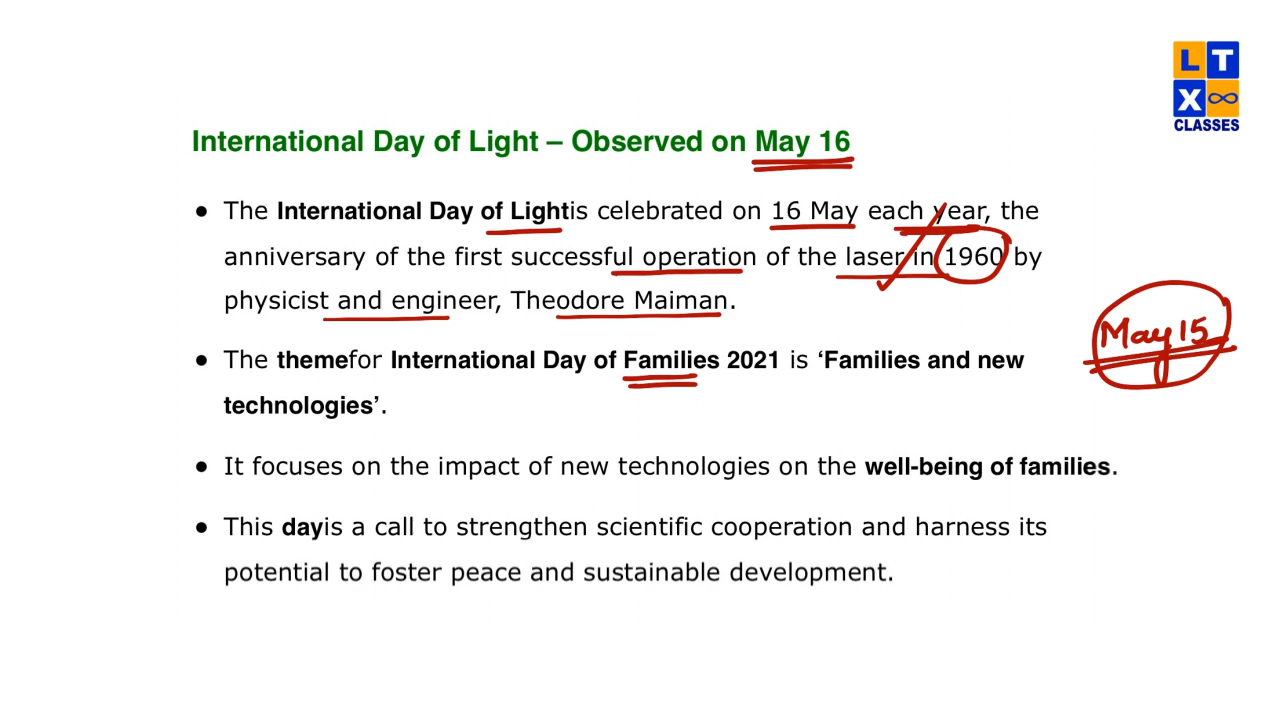 LT
X∞
CLASSES
International Day of Light – Observed on May 16
● The International Day of Lightis celebrated on 16 May each year, the
anniversary of the first successful operation of the laser in 1960 by
physicist and engineer, Theodore Maiman.
May 15
● The themefor International Day of Families 2021 is ‘Families and new
technologies’.
● It focuses on the impact of new technologies on the well-being of families.
● This dayis a call to strengthen scientific cooperation and harness its
potential to foster peace and sustainable development.